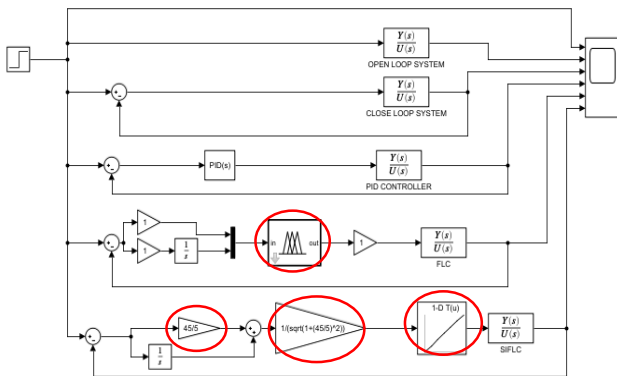 Y(s)
U(s)
OPEN LOOP SYSTEM
Y(s)
U(s)
CLOSE LOOP SYSTEM
PID(s)
Y(s)
U(s)
PID CONTROLLER
1
1
1
s
in
out
1
Y(s)
U(s)
FLC
45/5
1
s
1/(sqrt(1+(45/5)^2))
1-D T(u)
Y(s)
U(s)
SIFLC